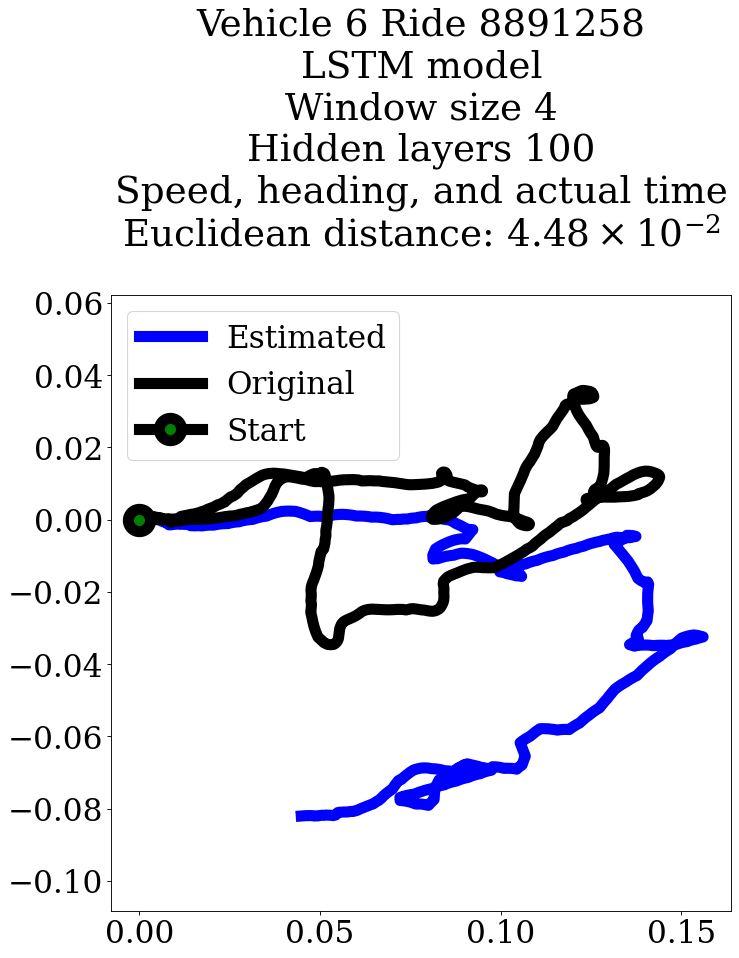 Vehicle 6 Ride 8891258
LSTM model
Window size 4
Hidden layers 100
Speed, heading, and actual time
Euclidean distance: 4.48 × 10⁻²
0.06
0.04
0.02
0.00
−0.02
−0.04
−0.06
−0.08
−0.10
Estimated
Original
Start
0.00 0.05 0.10 0.15